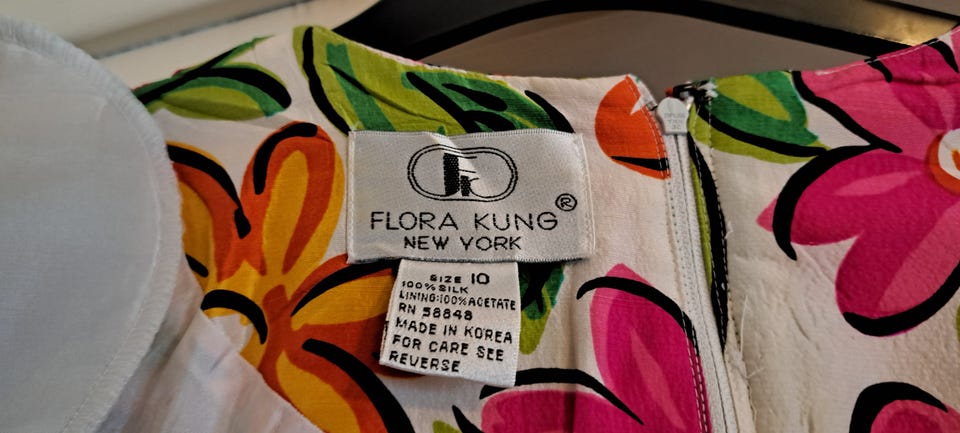 FLORA KUNG ®
NEW YORK
SIZE 10
100% SILK
LINING:100% ACETATE
RN 58848
MADE IN KOREA
FOR CARE SEE
REVERSE